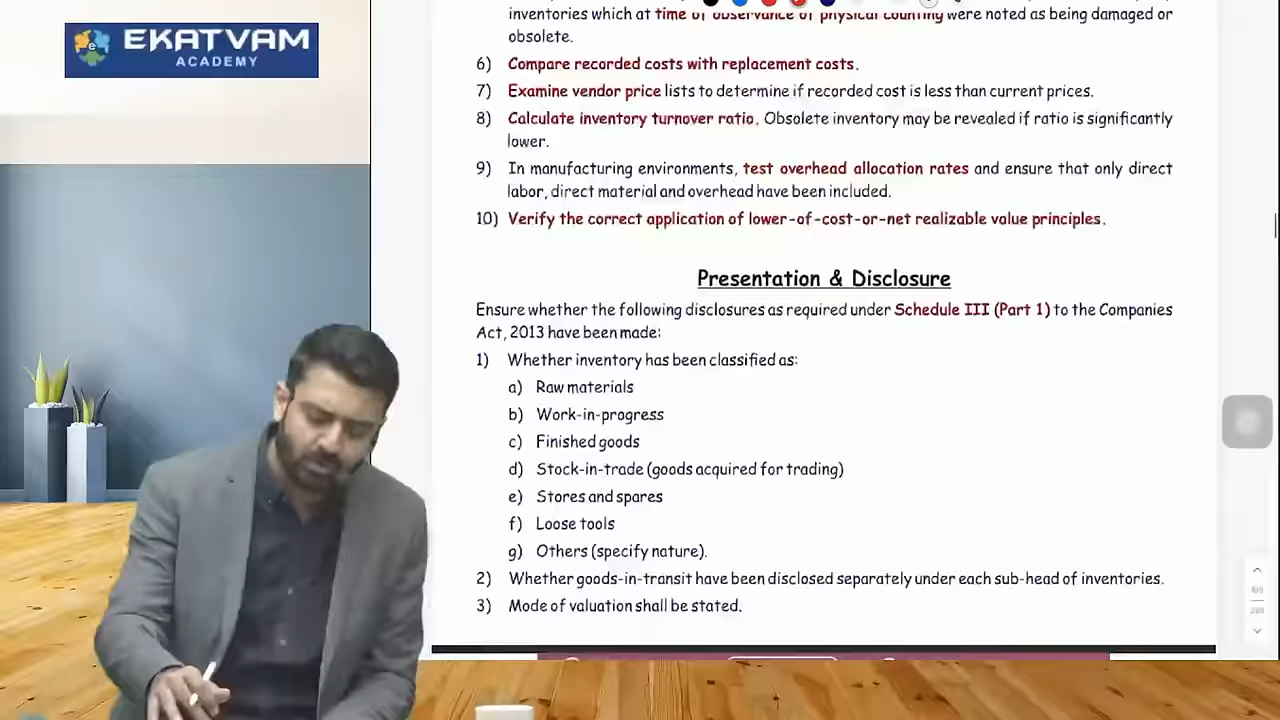 EKATVAM
ACADEMY
inventories which at time of observance of physical counting were noted as being damaged or
obsolete.
6) Compare recorded costs with replacement costs.
7) Examine vendor price lists to determine if recorded cost is less than current prices.
8) Calculate inventory turnover ratio. Obsolete inventory may be revealed if ratio is significantly
lower.
9) In manufacturing environments, test overhead allocation rates and ensure that only direct
labor, direct material and overhead have been included.
10) Verify the correct application of lower-of-cost-or-net realizable value principles.
Presentation & Disclosure
Ensure whether the following disclosures as required under Schedule III (Part 1) to the Companies
Act, 2013 have been made:
1) Whether inventory has been classified as:
a) Raw materials
b) Work-in-progress
c) Finished goods
d) Stock-in-trade (goods acquired for trading)
e) Stores and spares
f) Loose tools
g) Others (specify nature).
2) Whether goods-in-transit have been disclosed separately under each sub-head of inventories.
3) Mode of valuation shall be stated.